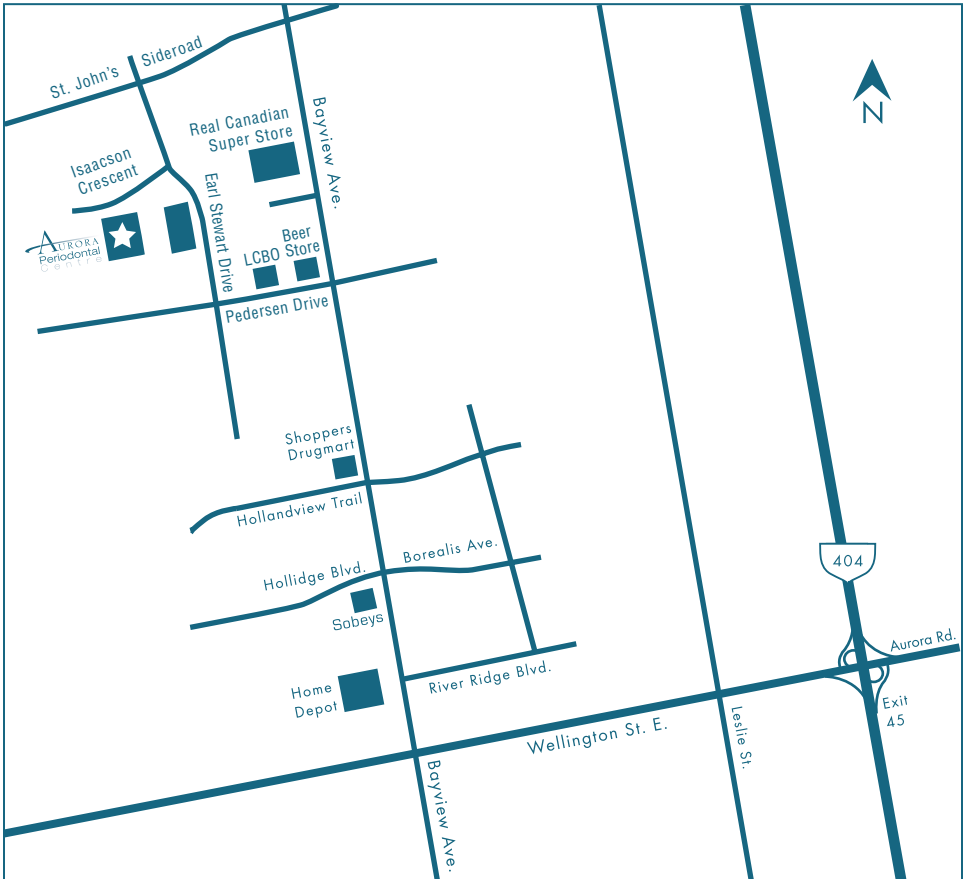 St. John's Sideroad
Bayview Ave.
Real Canadian
Super Store
N
Isaacson
Crescent
Earl Stewart Drive
AURORA
Periodontal
Centre
Beer
Store
LCBO
Pedersen Drive
Shoppers
Drugmart
Hollandview Trail
Borealis Ave.
Hollidge Blvd.
404
Sobeys
Aurora Rd.
River Ridge Blvd.
Home
Depot
Exit
45
Wellington St. E.
Leslie St.
Bayview Ave.